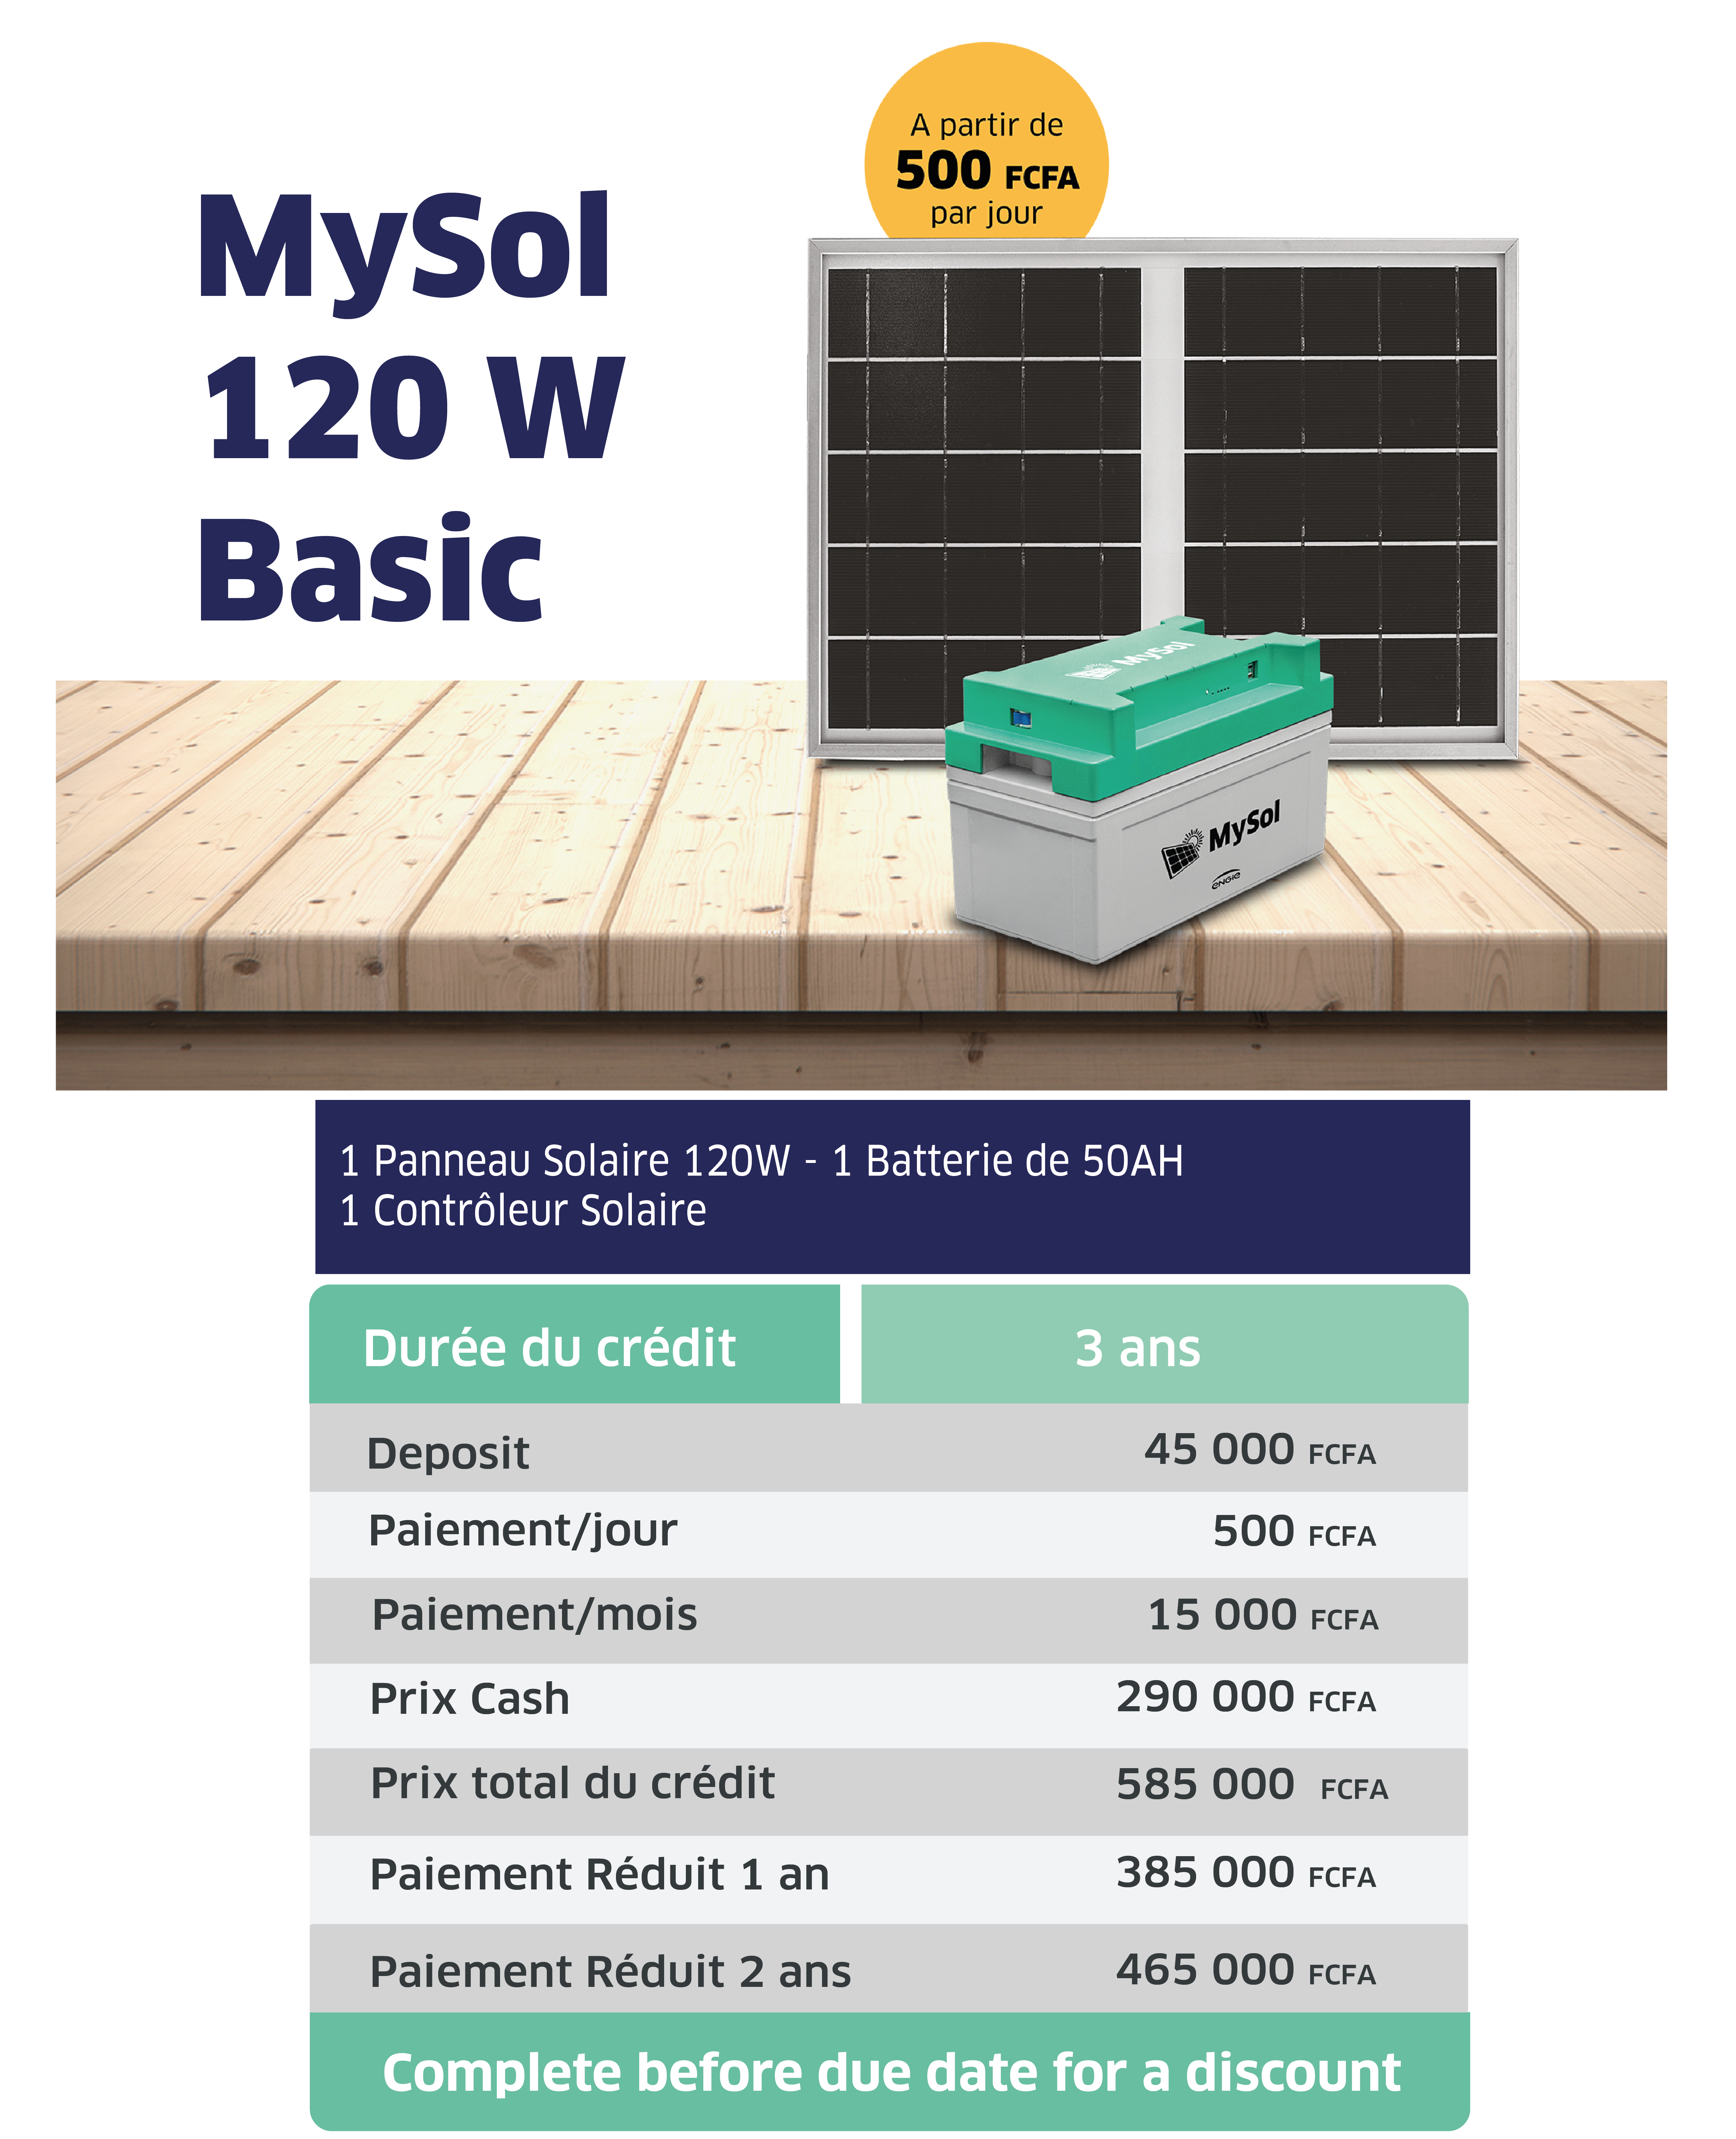 A partir de
500 FCFA
par jour
MySol
120 W
Basic
MySol
MySol
ENGIE
1 Panneau Solaire 120W - 1 Batterie de 50AH
1 Contrôleur Solaire
Durée du crédit 3 ans
Deposit 45 000 FCFA
Paiement/jour 500 FCFA
Paiement/mois 15 000 FCFA
Prix Cash 290 000 FCFA
Prix total du crédit 585 000 FCFA
Paiement Réduit 1 an 385 000 FCFA
Paiement Réduit 2 ans 465 000 FCFA
Complete before due date for a discount